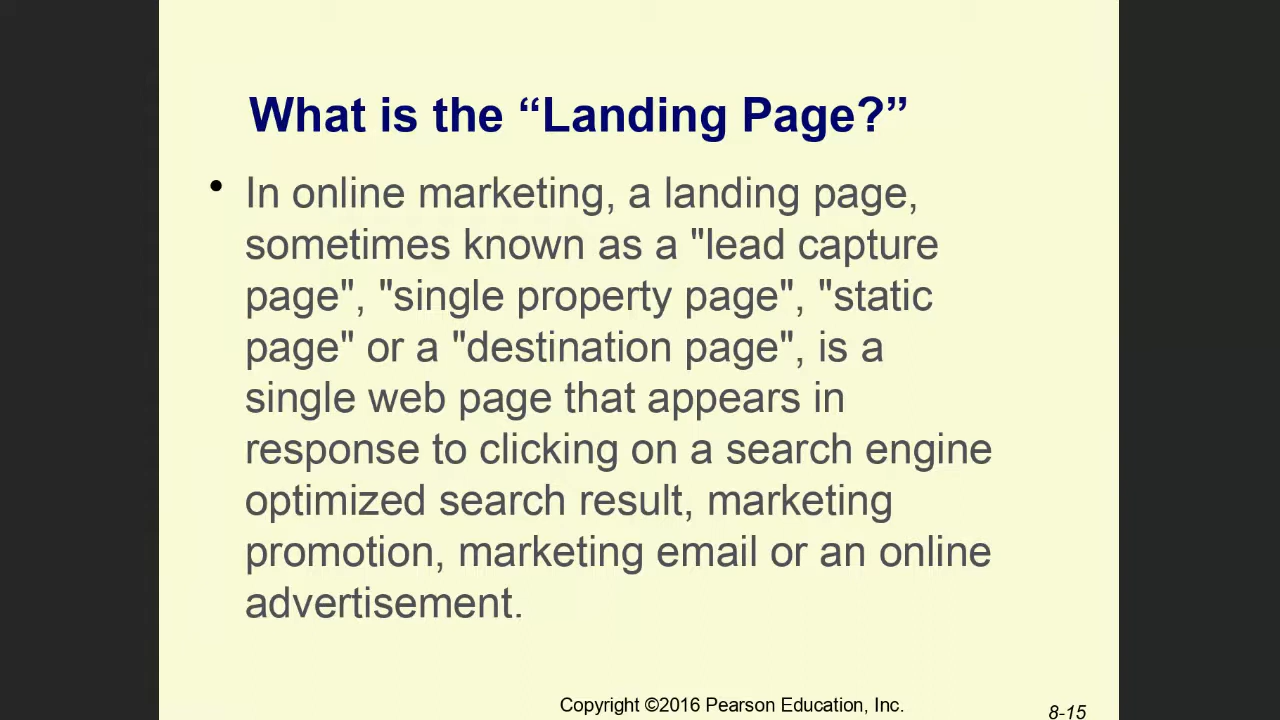 What is the “Landing Page?”
• In online marketing, a landing page,
sometimes known as a "lead capture
page", "single property page", "static
page" or a "destination page", is a
single web page that appears in
response to clicking on a search engine
optimized search result, marketing
promotion, marketing email or an online
advertisement.
Copyright ©2016 Pearson Education, Inc.
8-15